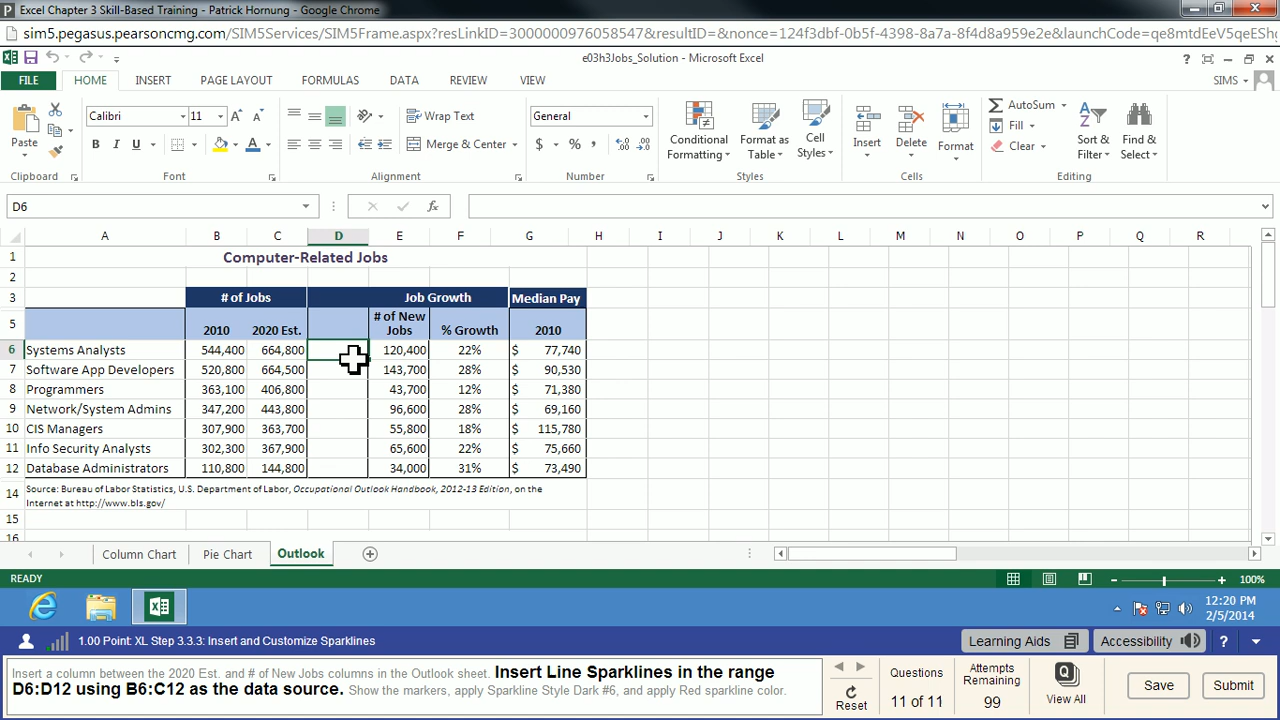 Excel Chapter 3 Skill-Based Training - Patrick Hornung - Google Chrome
sim5.pegasus.pearsoncmg.com/SIM5Services/SIM5Frame.aspx?resLinkID=3000000976058547&resultID=&nonce=124f3dbf-0b5f-4398-8a7a-8f4d8a959e2e&launchCode=qe8mtdEeV5qeESh
e03h3Jobs_Solution - Microsoft Excel
FILE HOME INSERT PAGE LAYOUT FORMULAS DATA REVIEW VIEW SIMS
Paste
Calibri 11
B I U A
Wrap Text
Merge & Center
General
$ % ,
Conditional Formatting
Format as Table
Cell Styles
Insert Delete Format
AutoSum
Fill
Clear
Sort & Filter
Find & Select
Clipboard Font Alignment Number Styles Cells Editing
D6 fx
A B C D E F G H I J K L M N O P Q R
1 Computer-Related Jobs
2
3 # of Jobs Job Growth Median Pay
5 2010 2020 Est. # of New Jobs % Growth 2010
6 Systems Analysts 544,400 664,800 120,400 22% $ 77,740
7 Software App Developers 520,800 664,500 143,700 28% $ 90,530
8 Programmers 363,100 406,800 43,700 12% $ 71,380
9 Network/System Admins 347,200 443,800 96,600 28% $ 69,160
10 CIS Managers 307,900 363,700 55,800 18% $ 115,780
11 Info Security Analysts 302,300 367,900 65,600 22% $ 75,660
12 Database Administrators 110,800 144,800 34,000 31% $ 73,490
14 Source: Bureau of Labor Statistics, U.S. Department of Labor, Occupational Outlook Handbook, 2012-13 Edition, on the
Internet at http://www.bls.gov/
15
16
Column Chart Pie Chart Outlook
READY 100%
12:20 PM
2/5/2014
1.00 Point: XL Step 3.3.3: Insert and Customize Sparklines
Learning Aids Accessibility ?
Insert a column between the 2020 Est. and # of New Jobs columns in the Outlook sheet. Insert Line Sparklines in the range
D6:D12 using B6:C12 as the data source. Show the markers, apply Sparkline Style Dark #6, and apply Red sparkline color.
Reset
Questions
11 of 11
Attempts
Remaining
99
View All
Save
Submit